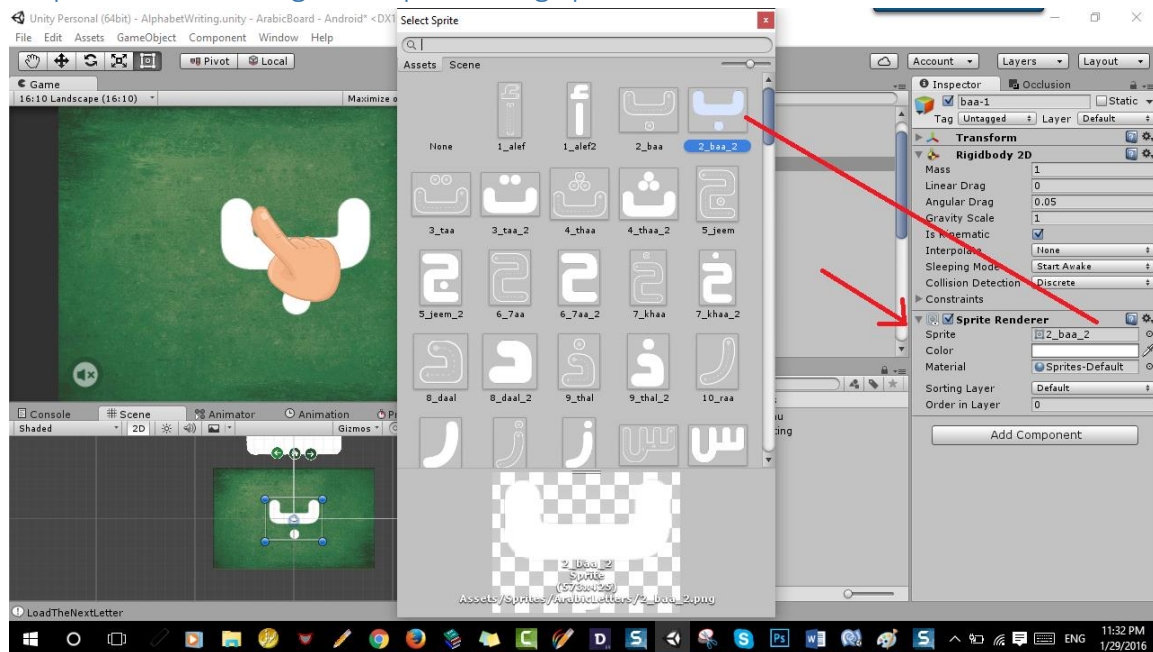 Unity Personal (64bit) - AlphabetWriting.unity - ArabicBoard - Android* <DX1
File Edit Assets GameObject Component Window Help
Pivot Local
Account Layers Layout
Game
16:10 Landscape (16:10) Maximize o
Select Sprite
Assets Scene
None 1_alef 1_alef2 2_baa 2_baa_2
3_taa 3_taa_2 4_thaa 4_thaa_2 5_jeem
5_jeem_2 6_7aa 6_7aa_2 7_khaa 7_khaa_2
8_daal 8_daal_2 9_thal 9_thal_2 10_raa
2_baa_2
Sprite
(573x425)
Assets/Sprites/ArabicLetters/2_baa_2.png
Inspector Occlusion
baa-1 Static
Tag Untagged Layer Default
Transform
Rigidbody 2D
Mass 1
Linear Drag 0
Angular Drag 0.05
Gravity Scale 1
Is Kinematic
Interpolate None
Sleeping Mode Start Awake
Collision Detection Discrete
Constraints
Sprite Renderer
Sprite 2_baa_2
Color
Material Sprites-Default
Sorting Layer Default
Order in Layer 0
Add Component
Console Scene Animator Animation
Shaded 2D Gizmos
LoadTheNextLetter
ENG
11:32 PM
1/29/2016